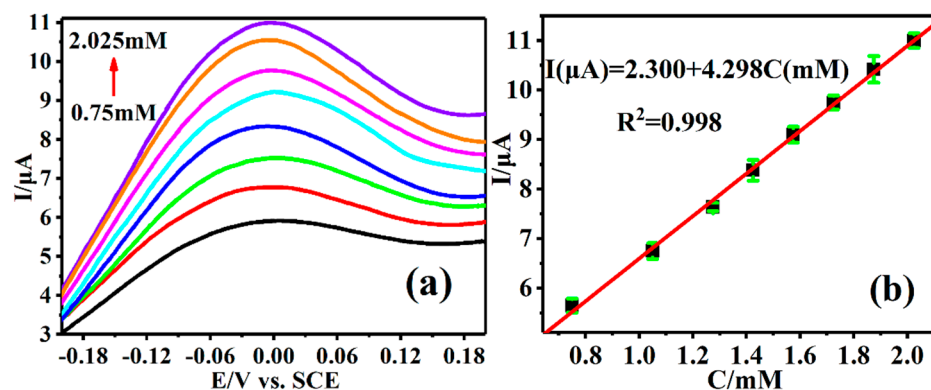 11
10
9
8
7
6
5
4
3
I/μA
2.025mM
0.75mM
(a)
-0.18 -0.12 -0.06 0.00 0.06 0.12 0.18
E/V vs. SCE
b)
11
10
9
8
7
6
I/μA
I(μA)=2.300+4.298C(mM)
R²=0.998
(b)
0.8 1.0 1.2 1.4 1.6 1.8 2.0
C/mM